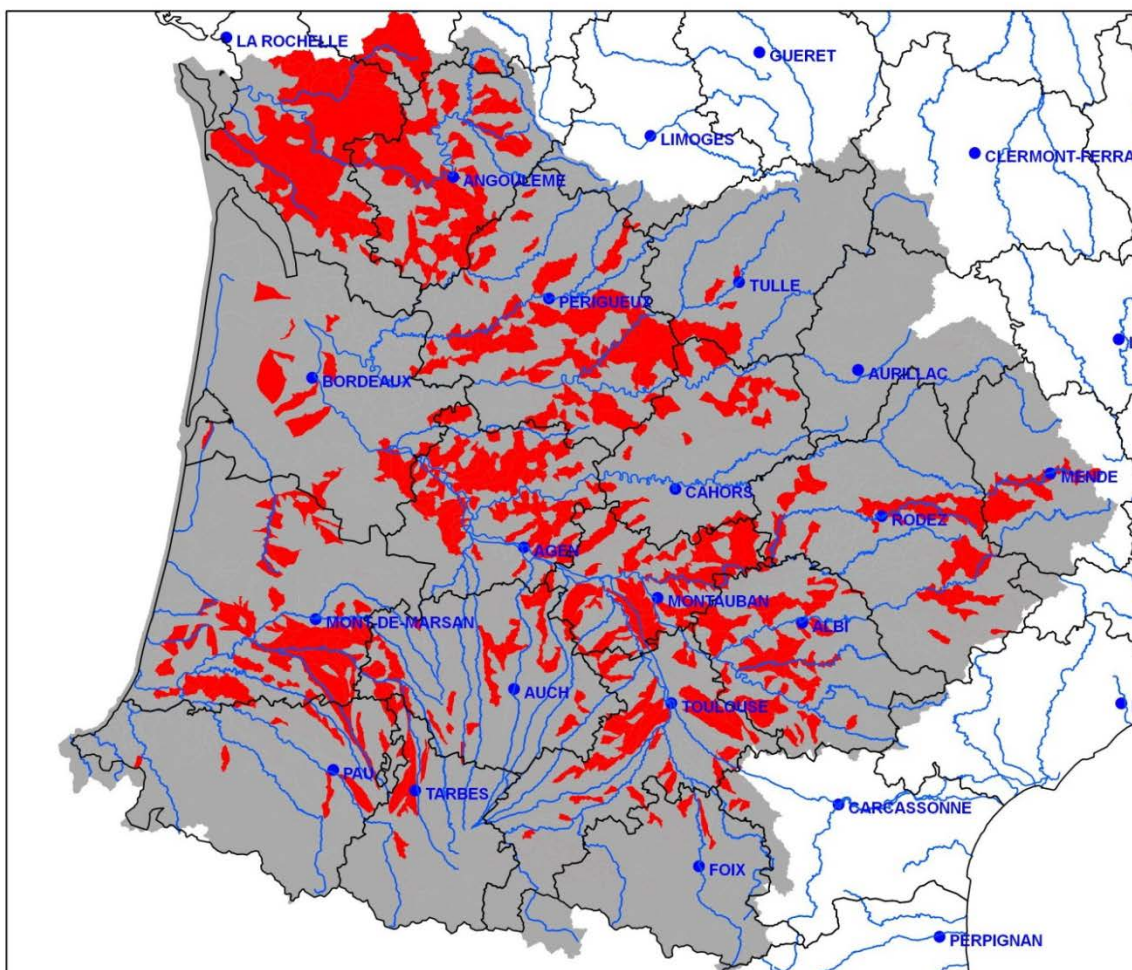 LA ROCHELLE
GUERET
LIMOGES
CLERMONT-FERRA
ANGOULEME
TULLE
PERIGUEUX
AURILLAC
BORDEAUX
MENDE
CAHORS
RODEZ
AGEN
MONTAUBAN
MONT-DE-MARSAN
ALBI
AUCH
TOULOUSE
PAU
TARBES
CARCASSONNE
FOIX
PERPIGNAN